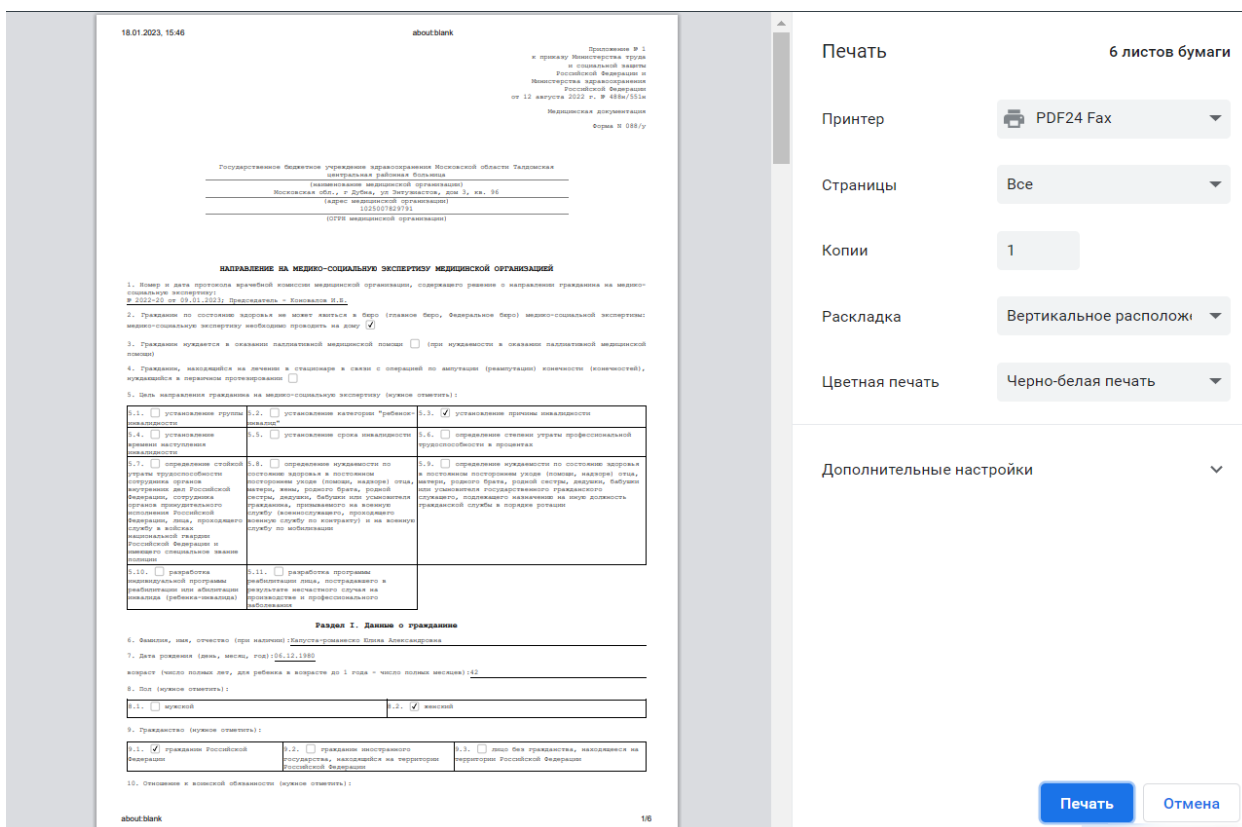 18.01.2023, 15:46 about:blank
Приложение № 1
к приказу Министерства труда
и социальной защиты
Российской Федерации и
Министерства здравоохранения
Российской Федерации
от 12 августа 2022 г. № 488н/551н
Медицинская документация
Форма N 088/у
Государственное бюджетное учреждение здравоохранения Московской области Талдомская
центральная районная больница
(наименование медицинской организации)
Московская обл., г Дубна, ул Энтузиастов, дом 3, кв. 96
(адрес медицинской организации)
1025007829791
(ОГРН медицинской организации)
НАПРАВЛЕНИЕ НА МЕДИКО-СОЦИАЛЬНУЮ ЭКСПЕРТИЗУ МЕДИЦИНСКОЙ ОРГАНИЗАЦИЕЙ
1. Номер и дата протокола врачебной комиссии медицинской организации, содержащего решение о направлении гражданина на медико-
социальную экспертизу:
№ 2022-20 от 09.01.2023; Председатель - Коновалов Н.Б.
2. Гражданин по состоянию здоровья не может явиться в бюро (главное бюро, Федеральное бюро) медико-социальной экспертизы:
медико-социальную экспертизу необходимо проводить на дому ✓
3. Гражданин нуждается в оказании паллиативной медицинской помощи (при нуждаемости в оказании паллиативной медицинской
помощи)
4. Гражданин, находящийся на лечении в стационаре в связи с операцией по ампутации (реампутации) конечности (конечностей),
нуждающийся в первичном протезировании
5. Цель направления гражданина на медико-социальную экспертизу (нужное отметить):
5.1. установление группы
инвалидности
5.2. установление категории "ребенок-
инвалид"
5.3. ✓ установление причины инвалидности
5.4. установление
времени наступления
инвалидности
5.5. установление срока инвалидности
5.6. определение степени утраты профессиональной
трудоспособности в процентах
5.7. определение стойкой
утраты трудоспособности
сотрудника органов
внутренних дел Российской
Федерации, сотрудника
органов принудительного
исполнения Российской
Федерации, лица, проходящего
службу в войсках
национальной гвардии
Российской Федерации и
имеющего специальное звание
полиции
5.8. определение нуждаемости по
состоянию здоровья в постоянном
постороннем уходе (помощи, надзоре) отца,
матери, жены, родного брата, родной
сестры, дедушки, бабушки или усыновителя
гражданина, призываемого на военную
службу (военнослужащего, проходящего
военную службу по контракту) и на военную
службу по мобилизации
5.9. определение нуждаемости по состоянию здоровья
в постоянном постороннем уходе (помощи, надзоре) отца,
матери, родного брата, родной сестры, дедушки, бабушки
или усыновителя государственного гражданского
служащего, подлежащего назначению на иную должность
гражданской службы в порядке ротации
5.10. разработка
индивидуальной программы
реабилитации или абилитации
инвалида (ребенка-инвалида)
5.11. разработка программы
реабилитации лица, пострадавшего в
результате несчастного случая на
производстве и профессионального
заболевания
Раздел I. Данные о гражданине
6. Фамилия, имя, отчество (при наличии):Капуста-романеско Юлиа Александровна
7. Дата рождения (день, месяц, год):06.12.1980
возраст (число полных лет, для ребенка в возрасте до 1 года - число полных месяцев):42
8. Пол (нужное отметить):
8.1. мужской 8.2. ✓ женский
9. Гражданство (нужное отметить):
9.1. ✓ гражданин Российской
Федерации
9.2. гражданин иностранного
государства, находящийся на территории
Российской Федерации
9.3. лицо без гражданства, находящееся на
территории Российской Федерации
10. Отношение к воинской обязанности (нужное отметить):
about:blank 1/6
Печать 6 листов бумаги
Принтер PDF24 Fax
Страницы Все
Копии 1
Раскладка Вертикальное располож
Цветная печать Черно-белая печать
Дополнительные настройки
Печать Отмена